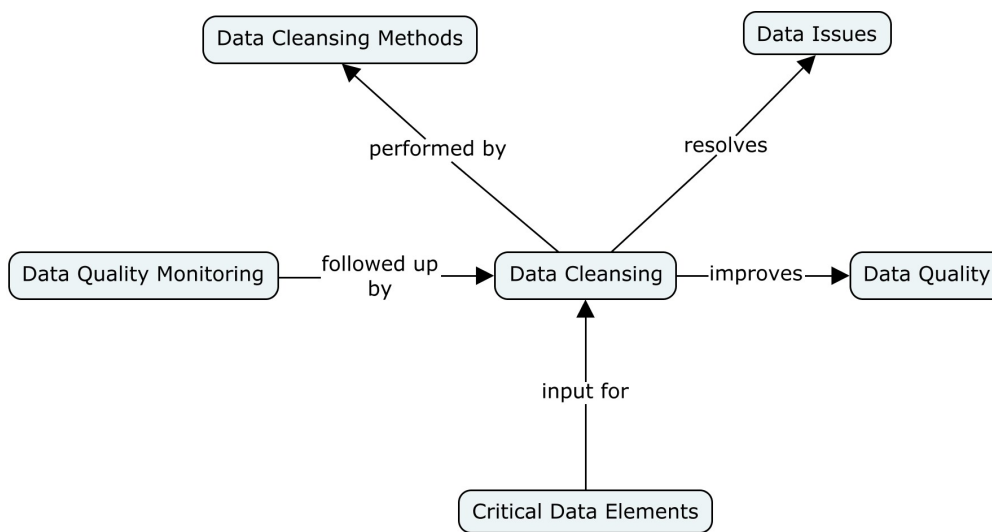 Data Cleansing Methods
Data Issues
performed by
resolves
Data Quality Monitoring
followed up
by
Data Cleansing
improves
Data Quality
input for
Critical Data Elements